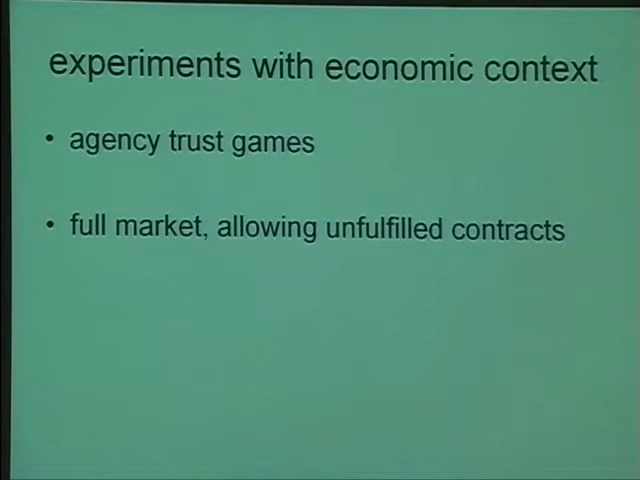 experiments with economic context
• agency trust games
• full market, allowing unfulfilled contracts